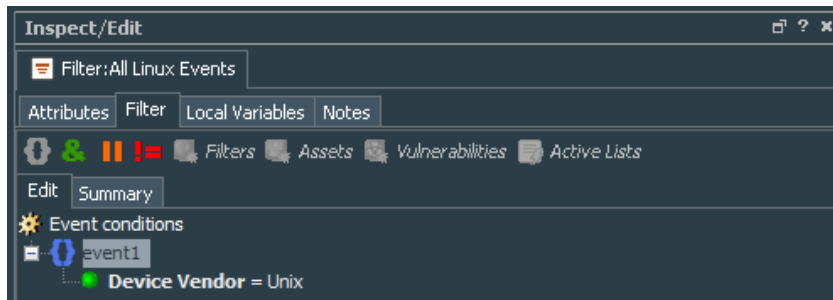 Inspect/Edit ?
Filter:All Linux Events
Attributes Filter Local Variables Notes
{} & != Filters Assets Vulnerabilities Active Lists
Edit Summary
Event conditions
{} event1
Device Vendor = Unix